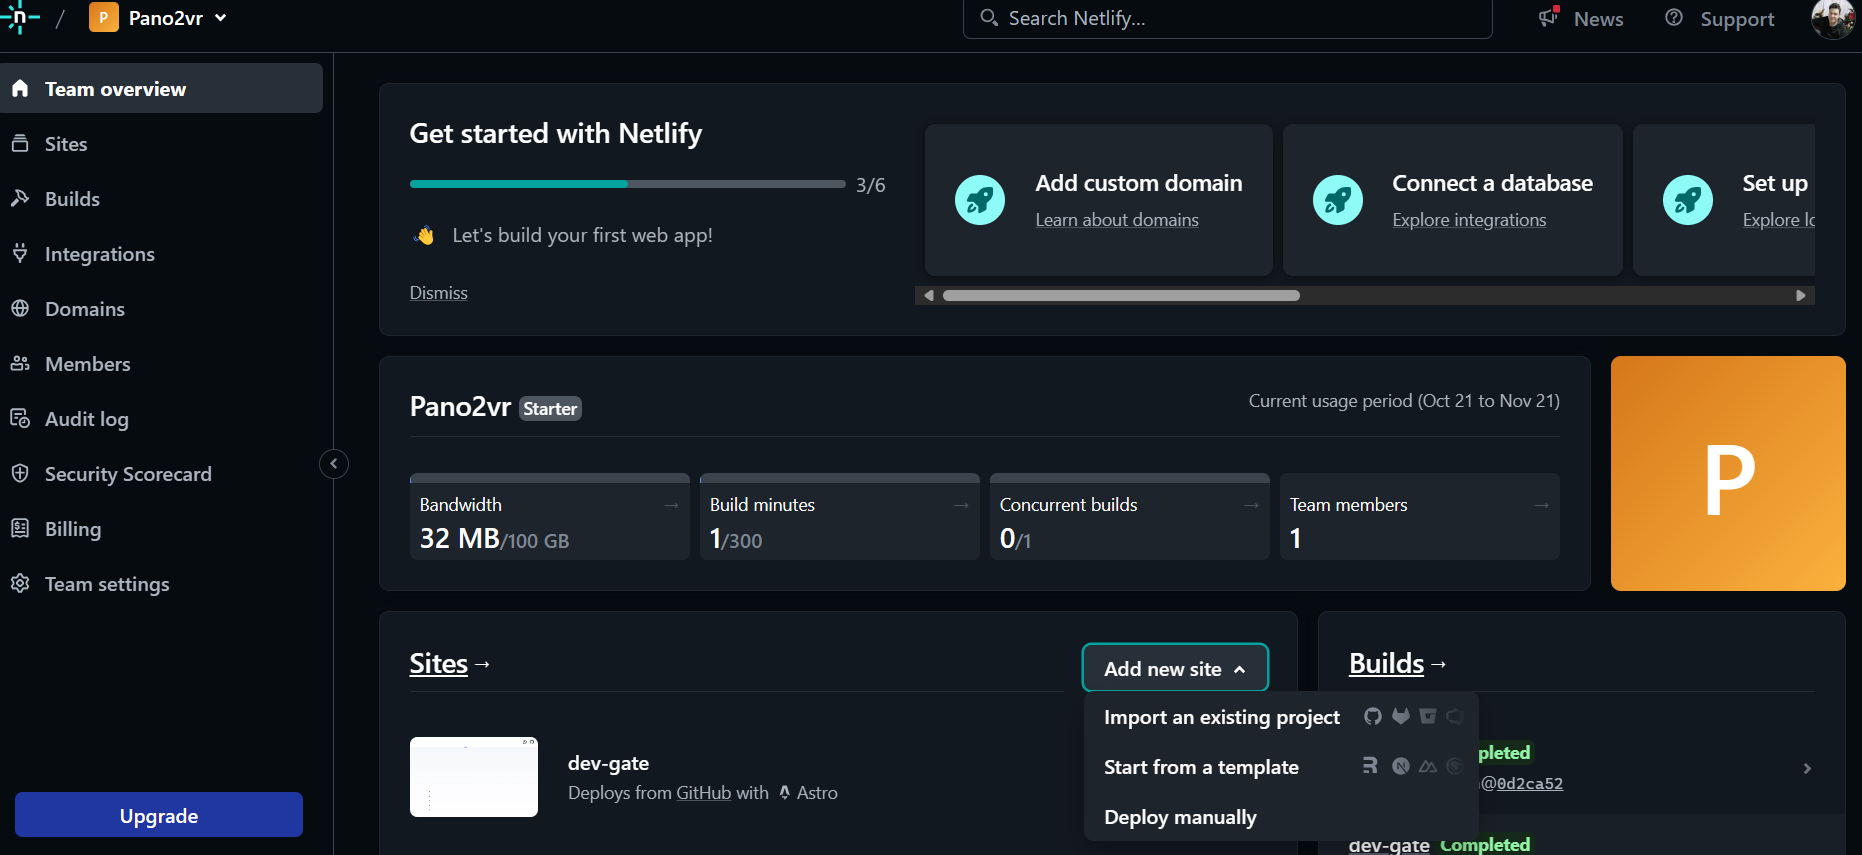 n / P Pano2vr
Search Netlify...
News
Support
Team overview
Sites
Builds
Integrations
Domains
Members
Audit log
Security Scorecard
Billing
Team settings
Upgrade
Get started with Netlify
3/6
👋 Let's build your first web app!
Dismiss
Add custom domain
Learn about domains
Connect a database
Explore integrations
Set up
Explore lo
Pano2vr Starter
Current usage period (Oct 21 to Nov 21)
Bandwidth →
32 MB/100 GB
Build minutes →
1/300
Concurrent builds →
0/1
Team members →
1
P
Sites →
Add new site
Import an existing project
Start from a template
Deploy manually
dev-gate
Deploys from GitHub with Astro
Builds →
pleted
@0d2ca52
dev-gate Completed